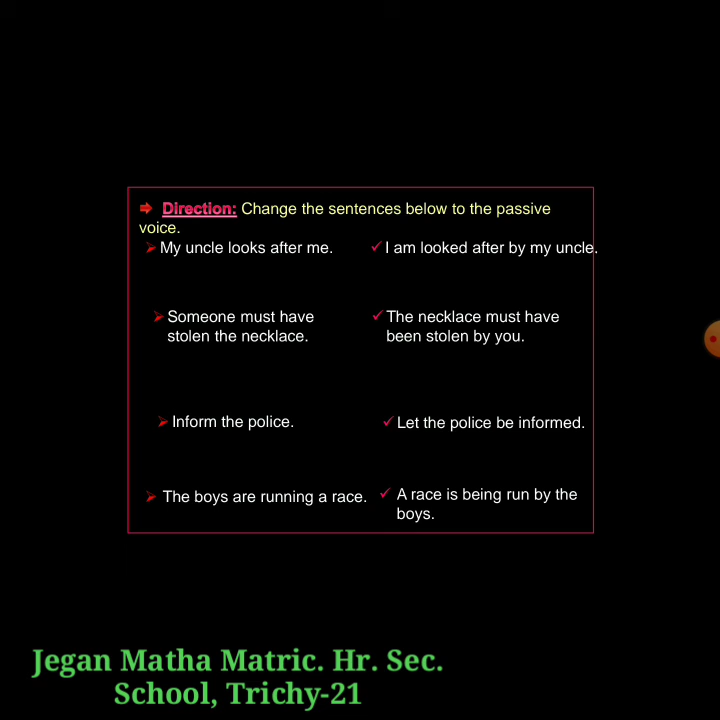 Direction: Change the sentences below to the passive
voice.
My uncle looks after me.
I am looked after by my uncle.
Someone must have
stolen the necklace.
The necklace must have
been stolen by you.
Inform the police.
Let the police be informed.
The boys are running a race.
A race is being run by the
boys.
Jegan Matha Matric. Hr. Sec.
School, Trichy-21